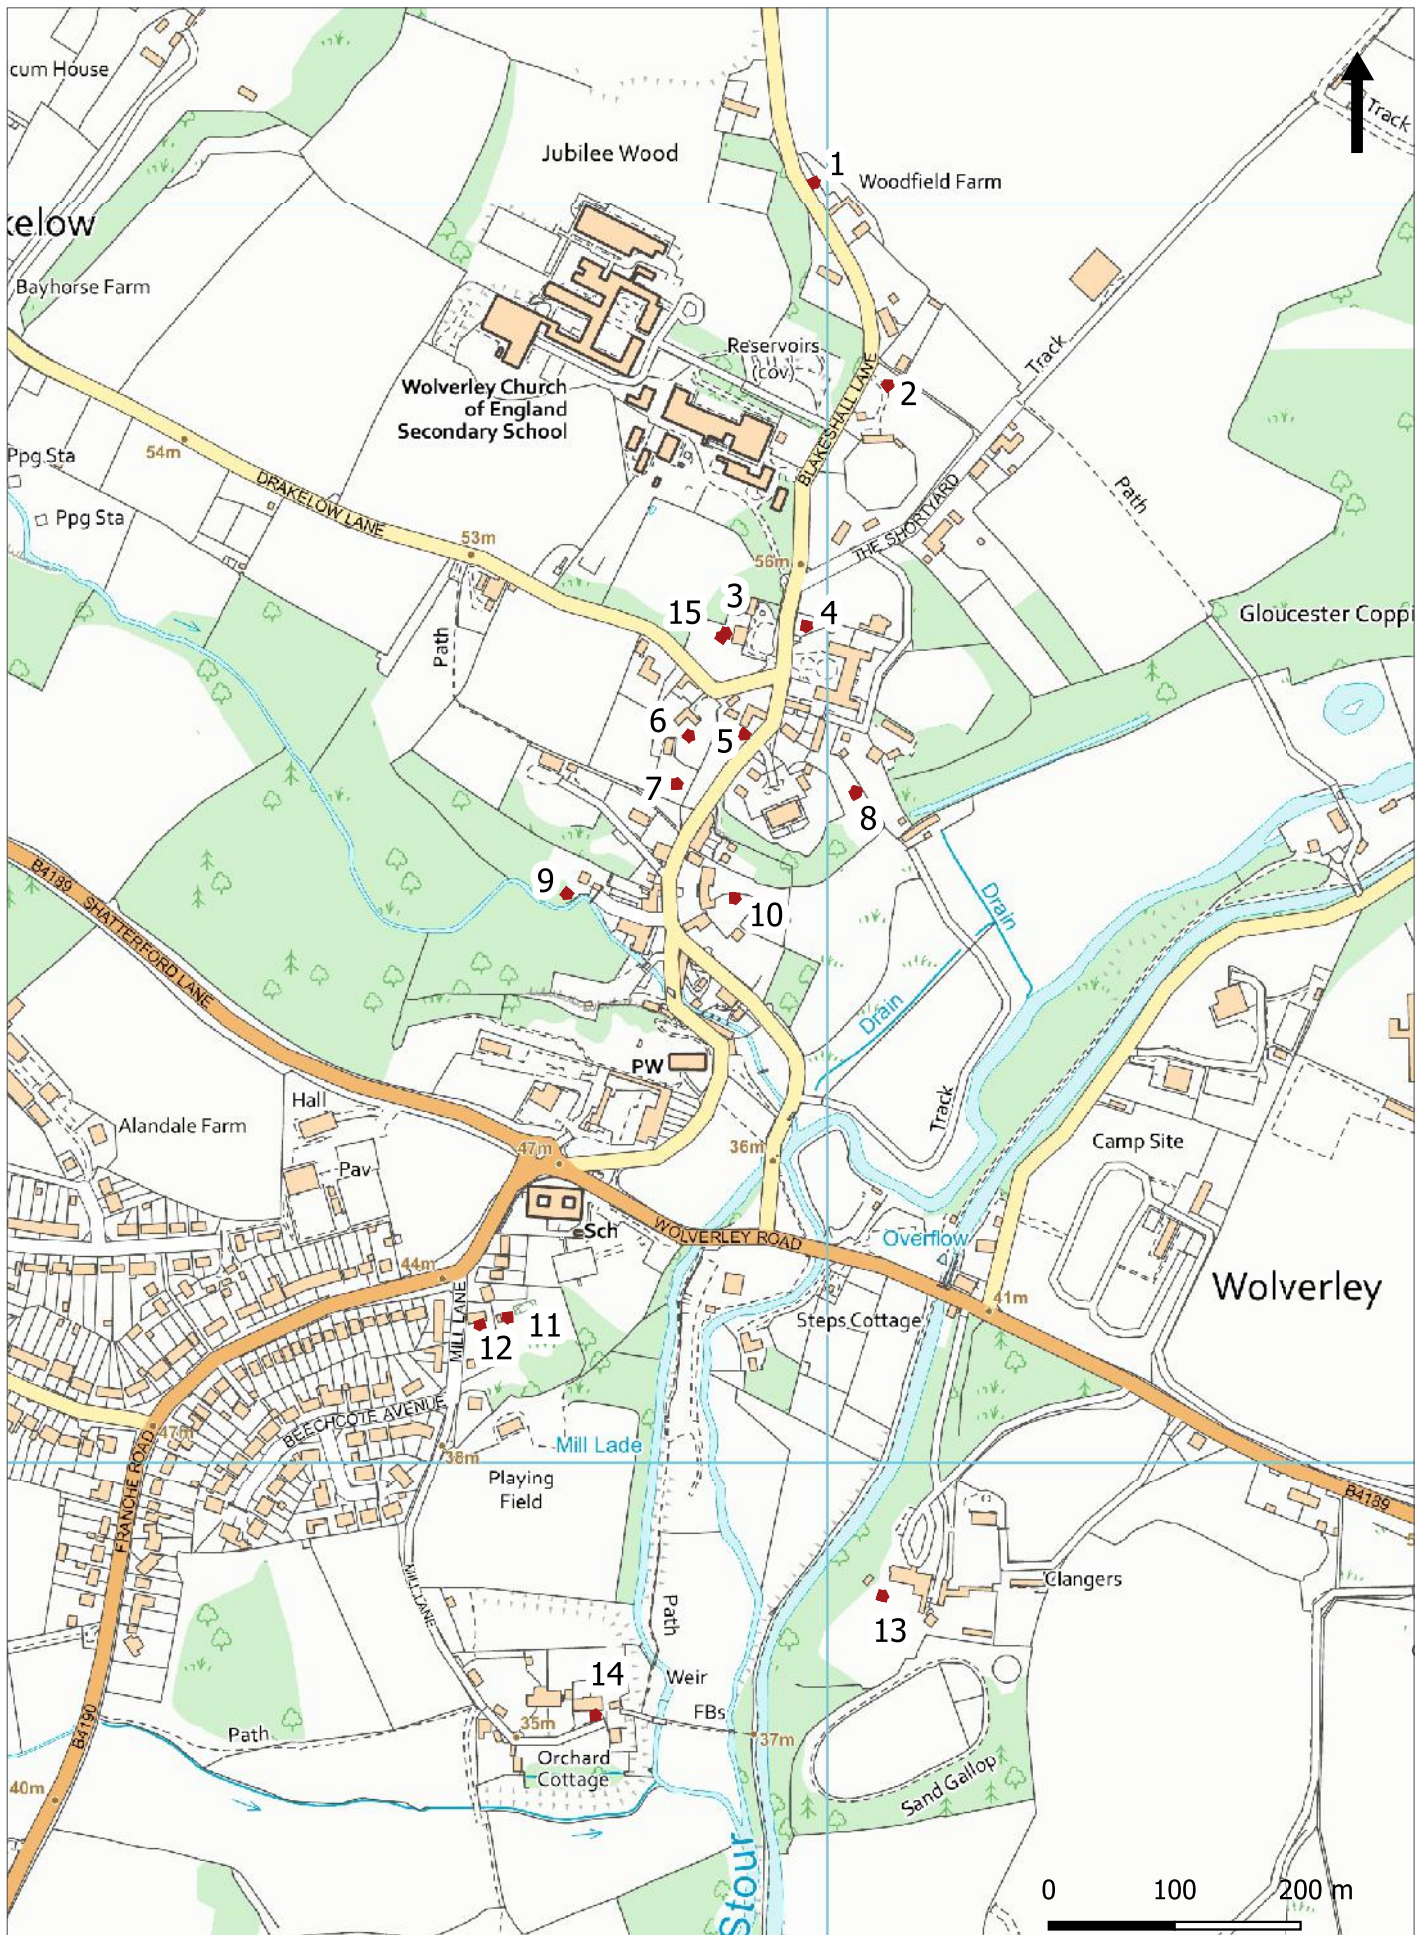 cum House
Track
Jubilee Wood
1
Woodfield Farm
kelow
Bayhorse Farm
Reservoirs
(cov)
Track
Wolverley Church
of England
Secondary School
2
BLAKESHALL LANE
54m
Ppg Sta
Ppg Sta
DRAKELOW LANE
Path
53m
THE SHORTYARD
56m
3
15
4
Gloucester Coppi
Path
6
5
7
8
B4189
SHATTERFORD LANE
9
10
Drain
Drain
PW
Hall
Alandale Farm
Track
Camp Site
47m
36m
Pav
Sch
WOLVERLEY ROAD
Overflow
44m
Wolverley
MILL LANE
41m
Steps Cottage
11
12
BEECHCOTE AVENUE
47m
38m
Mill Lade
Playing
Field
FRANCHE ROAD
B4189
5
MILL LANE
Clangers
Path
13
14
Weir
FBs
B4190
Path
35m
37m
Orchard
Cottage
40m
Sand Gallop
Stour
0
100
200 m